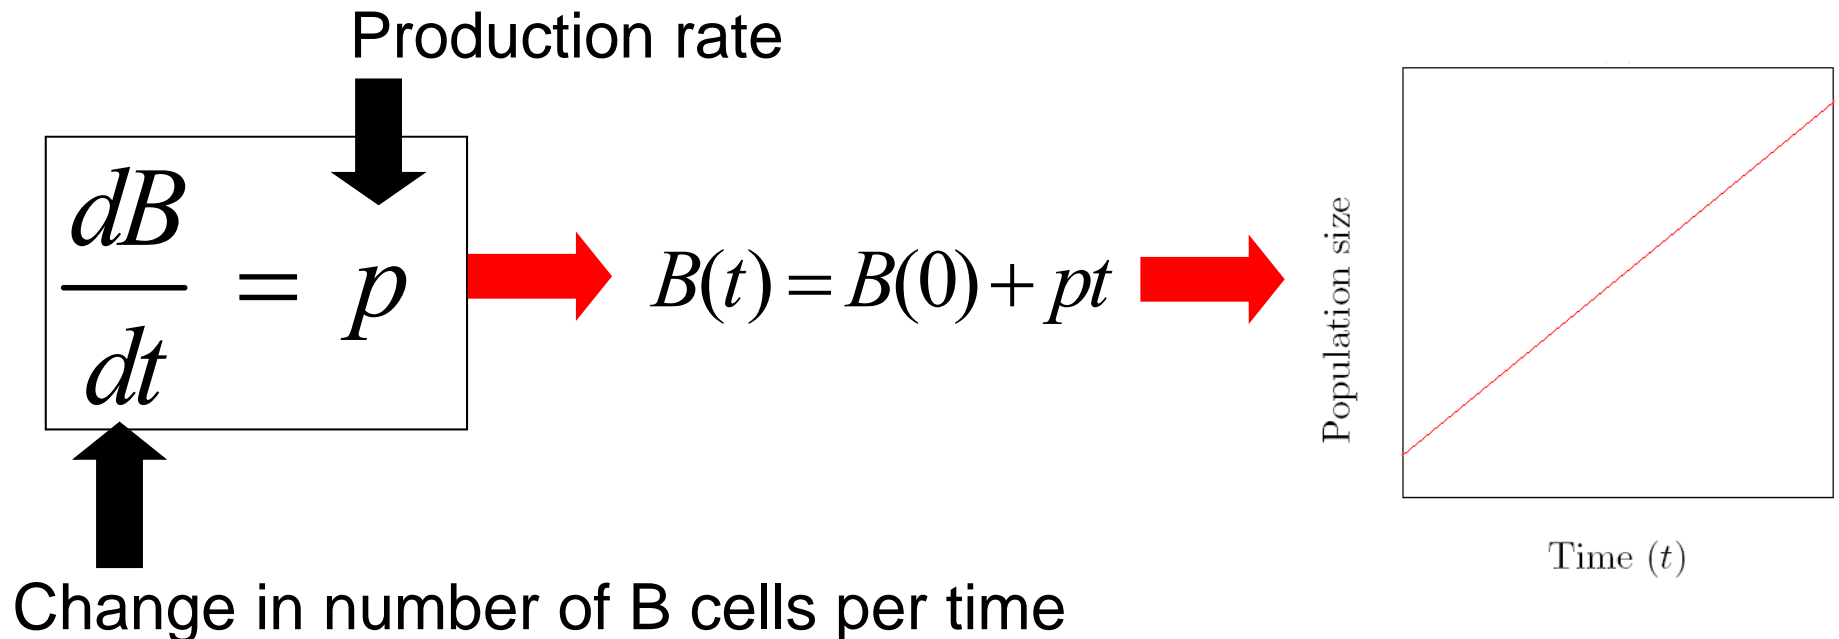 Production rate
dB/dt = p
B(t) = B(0) + pt
Population size
Time (t)
Change in number of B cells per time